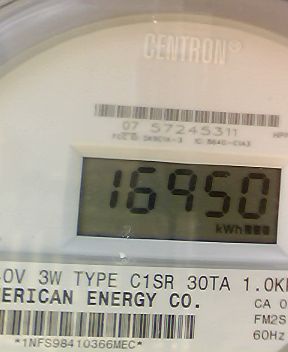 CENTRON®
07 57245311
16950
kWh
0V 3W TYPE C1SR 30TA 1.0K
ERICAN ENERGY CO.
CA 0
FM2S
60Hz
*1NFS98410366MEC*